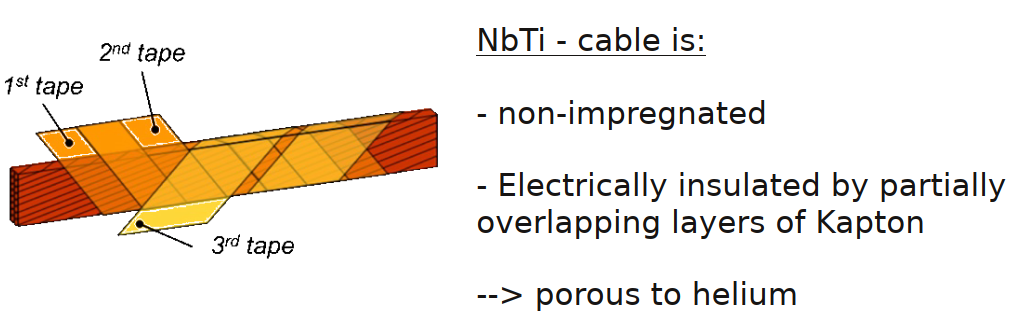 1st tape
2nd tape
3rd tape
NbTi - cable is:
- non-impregnated
- Electrically insulated by partially
overlapping layers of Kapton
--> porous to helium